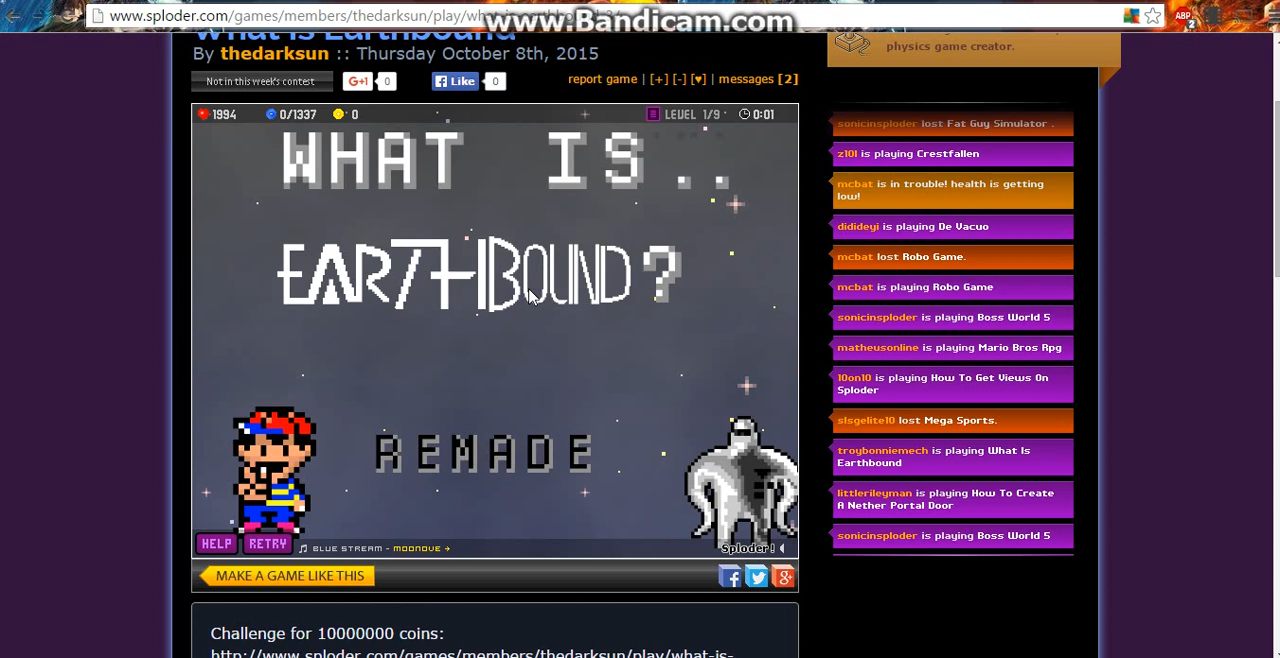 www.sploder.com/games/members/thedarksun/play/wha
www.Bandicam.com
ABP
2
What Is Earthbound
By thedarksun :: Thursday October 8th, 2015
Not in this week's contest
G+1
0
Like
0
report game | [+] [-] [♥] | messages [2]
physics game creator.
1994
0/1337
0
LEVEL 1/9
0:01
WHAT IS..
EARTHBOUND?
REMADE
HELP
RETRY
BLUE STREAM - MOONOVE
Sploder!
MAKE A GAME LIKE THIS
Challenge for 10000000 coins:
http://www.sploder.com/games/members/thedarksun/play/what-is-
sonicinsploder lost Fat Guy Simulator .
z10l is playing Crestfallen
mcbat is in trouble! health is getting
low!
didideyi is playing De Vacuo
mcbat lost Robo Game.
mcbat is playing Robo Game
sonicinsploder is playing Boss World 5
matheusonline is playing Mario Bros Rpg
10on10 is playing How To Get Views On
Sploder
slsgelite10 lost Mega Sports.
troybonniemech is playing What Is
Earthbound
littlerileyman is playing How To Create
A Nether Portal Door
sonicinsploder is playing Boss World 5